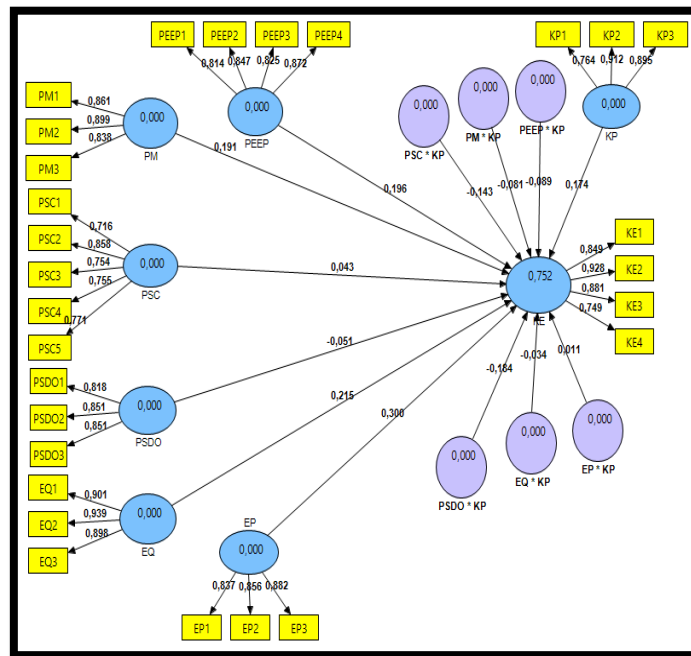 PEEP1 PEEP2 PEEP3 PEEP4
0,814 0,847 0,825 0,872
0,000
PEEP
KP1 KP2 KP3
0,764 0,912 0,895
0,000
KP
PM1
PM2
PM3
0,861
0,899
0,838
0,000
PM
0,191
0,196
0,000
PSC * KP
0,000
PM * KP
0,000
PEEP * KP
-0,143
-0,081
-0,089
0,174
PSC1
PSC2
PSC3
PSC4
PSC5
0,716
0,858
0,754
0,755
0,771
0,000
PSC
0,043
0,752
KE
0,849
0,928
0,881
0,749
KE1
KE2
KE3
KE4
PSDO1
PSDO2
PSDO3
0,818
0,851
0,851
0,000
PSDO
-0,051
0,215
0,300
-0,184
-0,034
0,011
0,000
PSDO * KP
0,000
EQ * KP
0,000
EP * KP
EQ1
EQ2
EQ3
0,901
0,939
0,898
0,000
EQ
EP
0,000
0,837 0,856 0,882
EP1 EP2 EP3